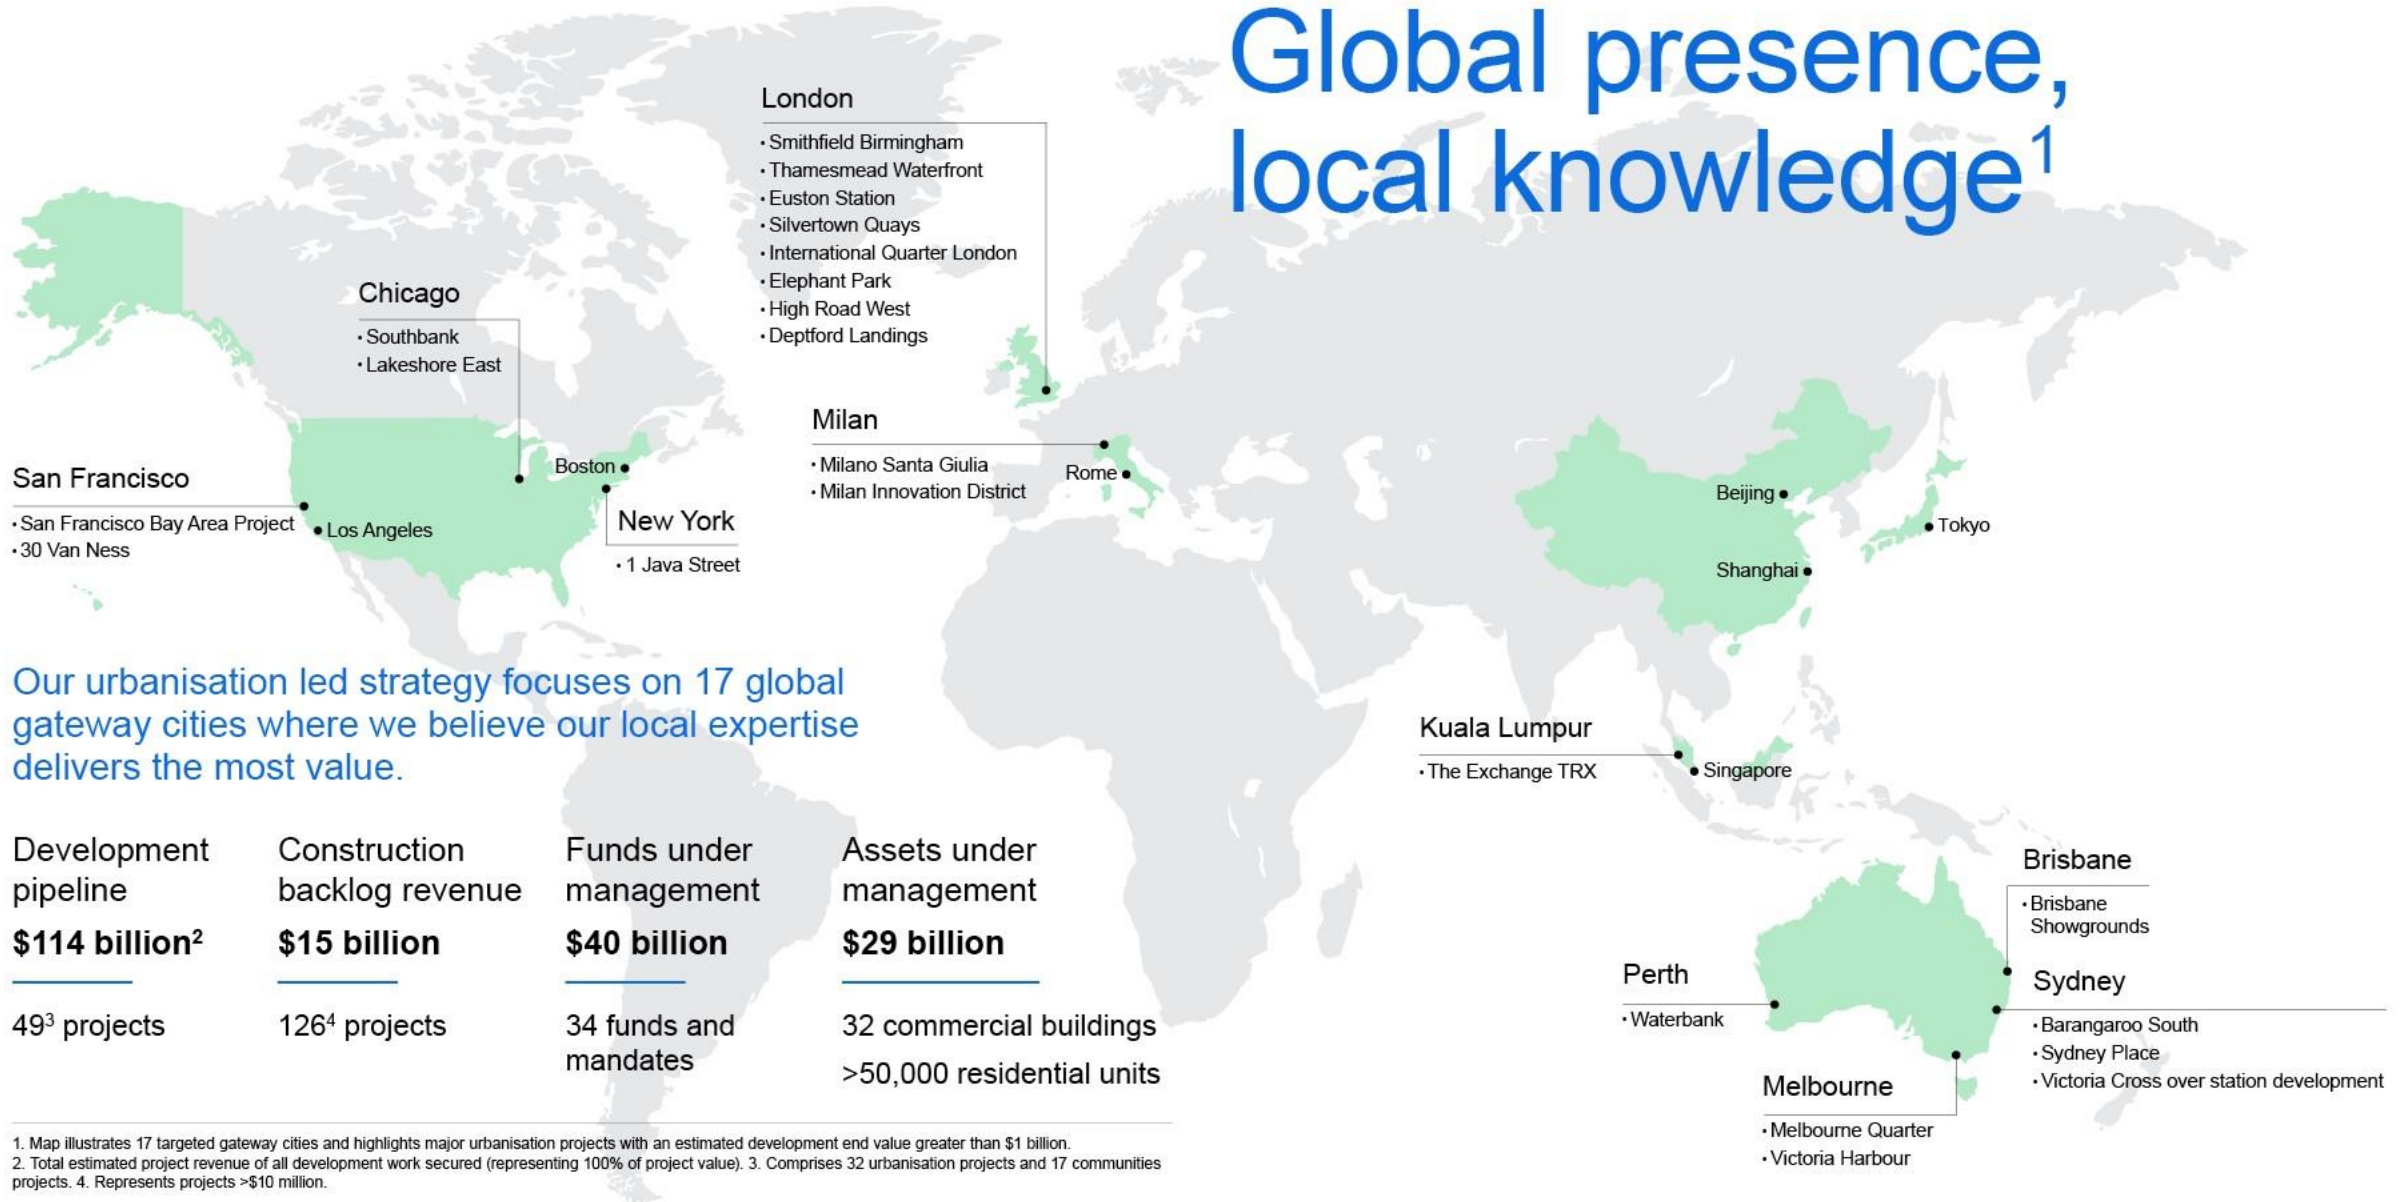 Global presence,
local knowledge¹
London
• Smithfield Birmingham
• Thamesmead Waterfront
• Euston Station
• Silvertown Quays
• International Quarter London
• Elephant Park
• High Road West
• Deptford Landings
Chicago
• Southbank
• Lakeshore East
Milan
• Milano Santa Giulia
• Milan Innovation District
Rome
San Francisco
• San Francisco Bay Area Project
• 30 Van Ness
Los Angeles
Boston
New York
• 1 Java Street
Beijing
Tokyo
Shanghai
Our urbanisation led strategy focuses on 17 global
gateway cities where we believe our local expertise
delivers the most value.
Kuala Lumpur
• The Exchange TRX
Singapore
Development
pipeline
$114 billion²
49³ projects
Construction
backlog revenue
$15 billion
126⁴ projects
Funds under
management
$40 billion
34 funds and
mandates
Assets under
management
$29 billion
32 commercial buildings
>50,000 residential units
Brisbane
• Brisbane
Showgrounds
Perth
• Waterbank
Sydney
• Barangaroo South
• Sydney Place
• Victoria Cross over station development
Melbourne
• Melbourne Quarter
• Victoria Harbour
1. Map illustrates 17 targeted gateway cities and highlights major urbanisation projects with an estimated development end value greater than $1 billion.
2. Total estimated project revenue of all development work secured (representing 100% of project value). 3. Comprises 32 urbanisation projects and 17 communities
projects. 4. Represents projects >$10 million.